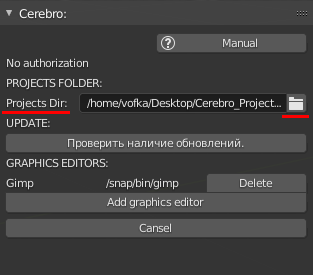 Cerebro:
Manual
No authorization
PROJECTS FOLDER:
Projects Dir: /home/vofka/Desktop/Cerebro_Project...
UPDATE:
Проверить наличие обновлений.
GRAPHICS EDITORS:
Gimp /snap/bin/gimp Delete
Add graphics editor
Cansel